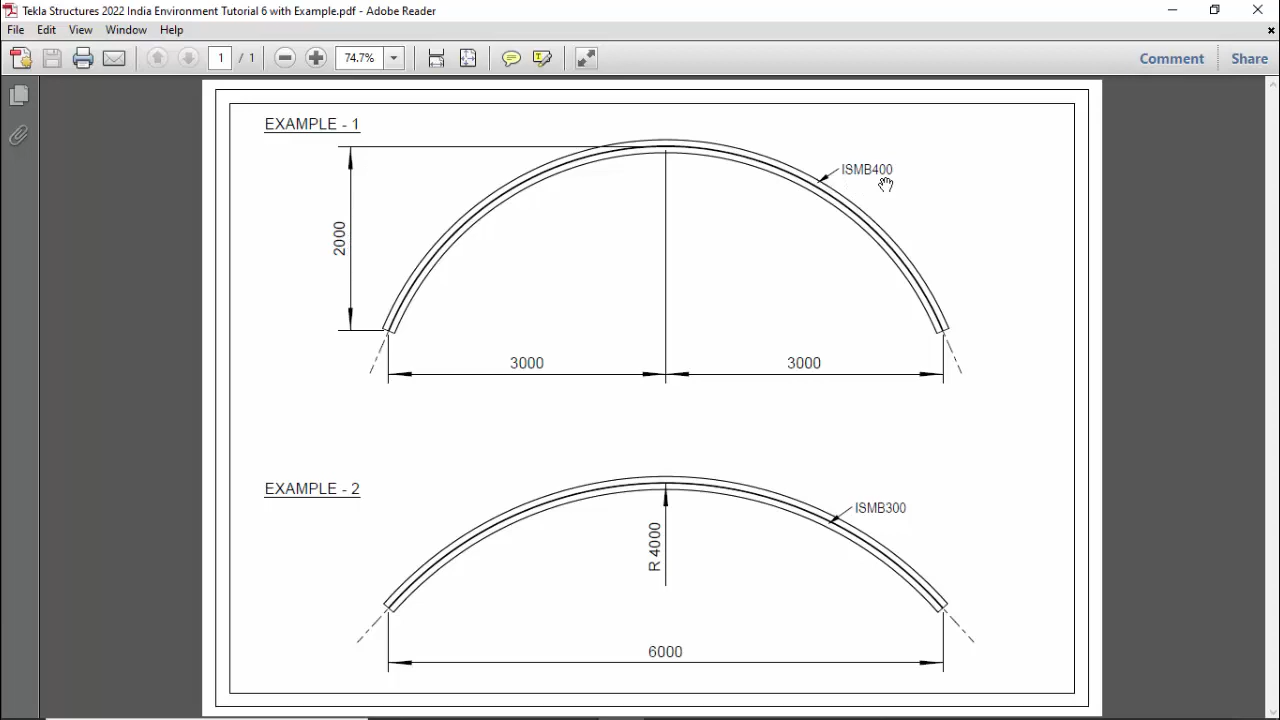 Tekla Structures 2022 India Environment Tutorial 6 with Example.pdf - Adobe Reader
File Edit View Window Help
1 / 1 74.7% Comment Share
EXAMPLE - 1
ISMB400
2000
3000 3000
EXAMPLE - 2
ISMB300
R 4000
6000